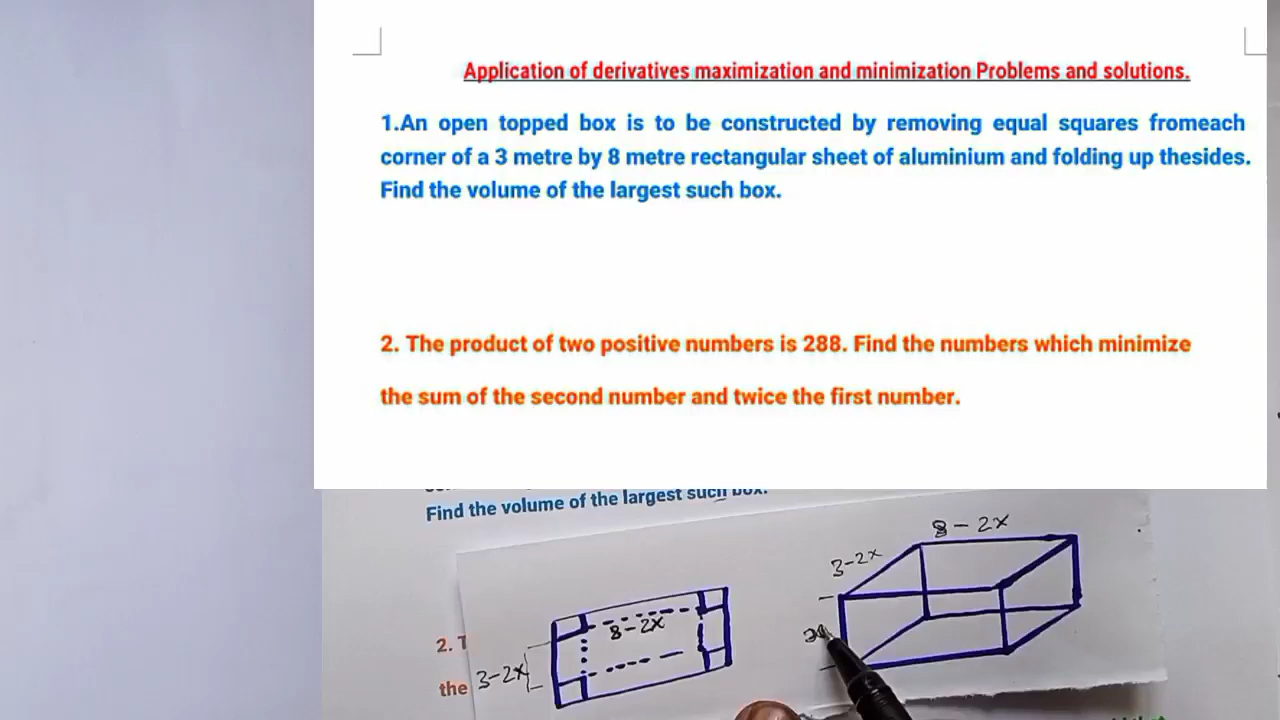 Application of derivatives maximization and minimization Problems and solutions.
1.An open topped box is to be constructed by removing equal squares fromeach
corner of a 3 metre by 8 metre rectangular sheet of aluminium and folding up thesides.
Find the volume of the largest such box.
2. The product of two positive numbers is 288. Find the numbers which minimize
the sum of the second number and twice the first number.
Find the volume of the largest such box.
8-2x
3-2x
8-2x
2. T
3-2x
the